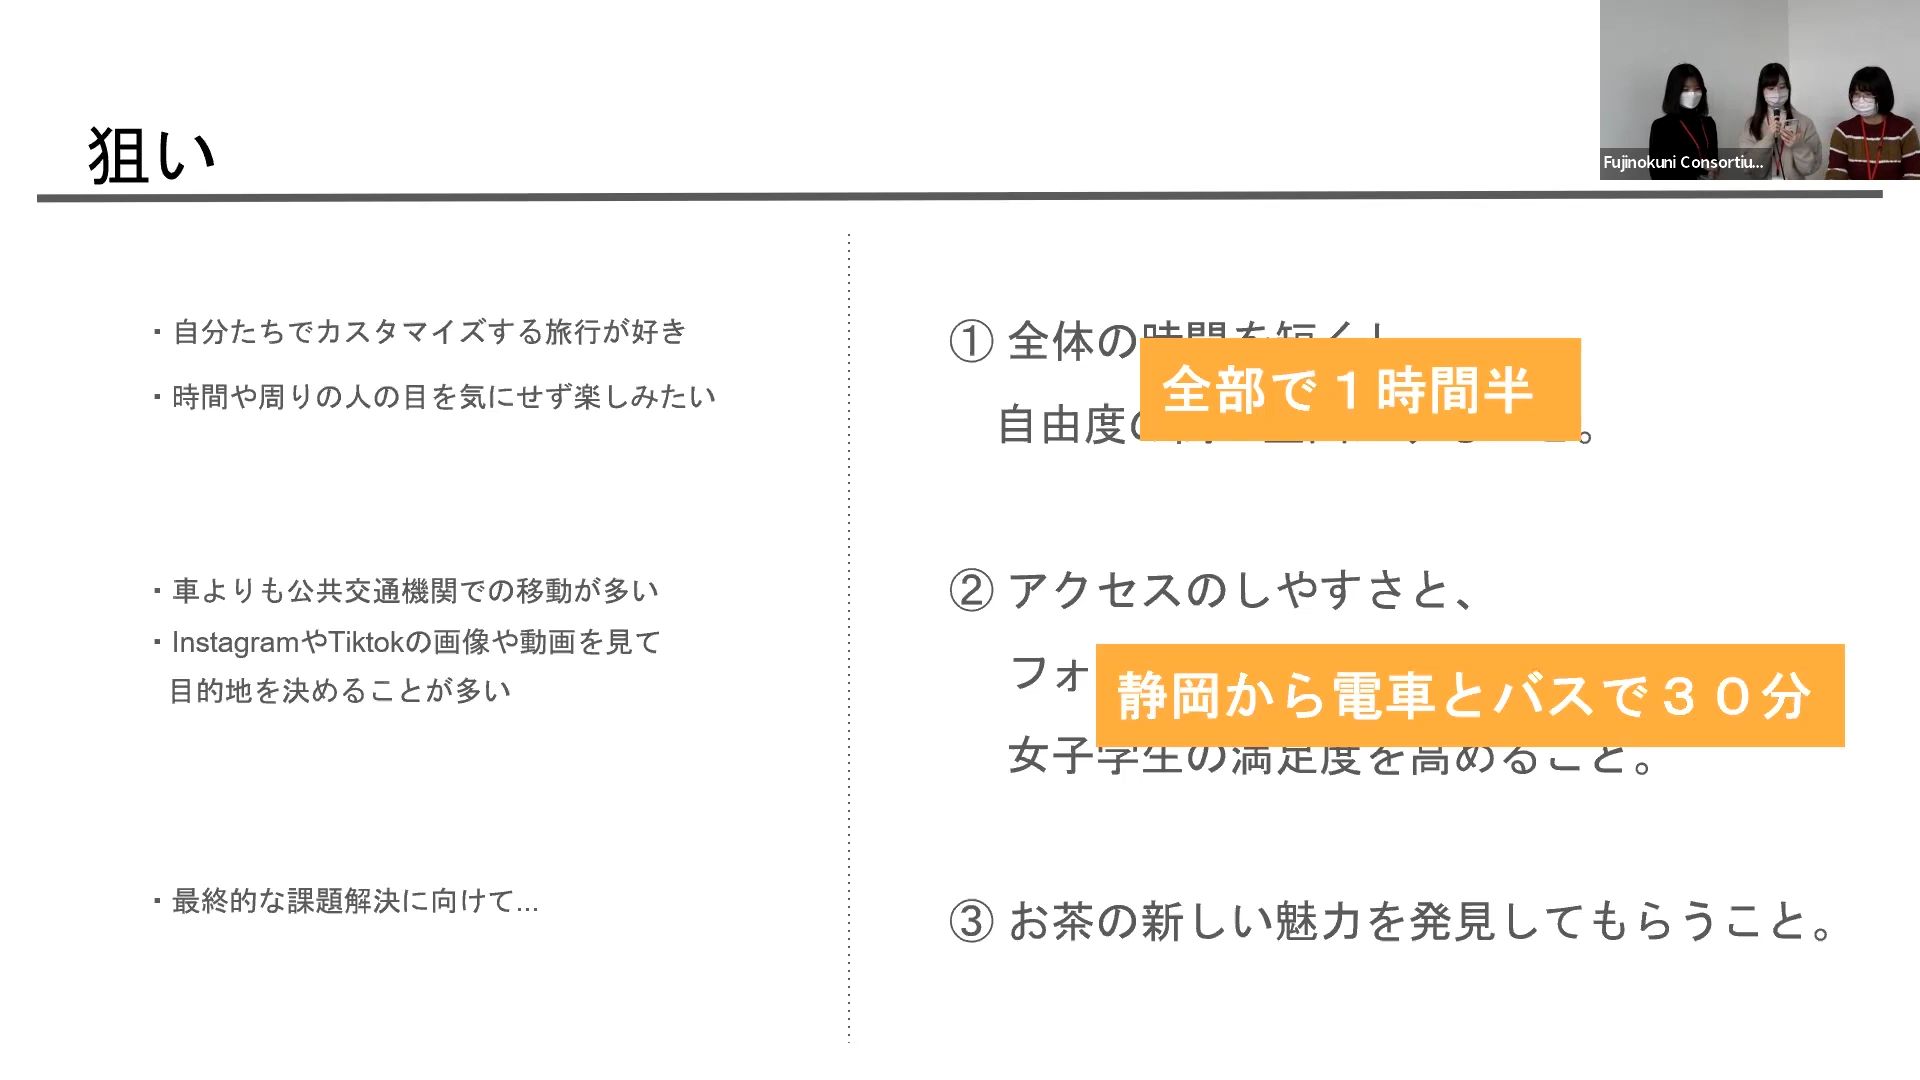 狙い
Fujinokuni Consortiu...
・自分たちでカスタマイズする旅行が好き
・時間や周りの人の目を気にせず楽しみたい
・車よりも公共交通機関での移動が多い
・InstagramやTiktokの画像や動画を見て
目的地を決めることが多い
・最終的な課題解決に向けて...
① 全体の時間を短くし
全部で１時間半
自由度
② アクセスのしやすさと、
フォ
静岡から電車とバスで３０分
女子学生の満足度を高めること。
③ お茶の新しい魅力を発見してもらうこと。